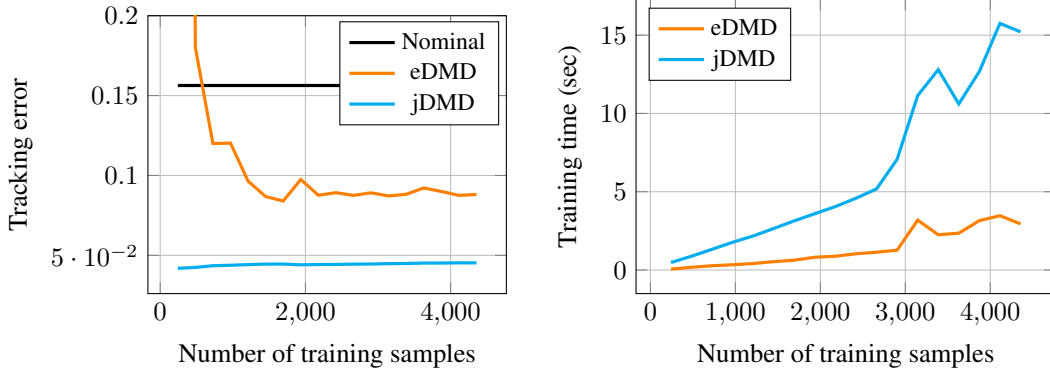 0.2
0.15
0.1
5 · 10⁻²
Tracking error
Nominal
eDMD
jDMD
0
2,000
4,000
Number of training samples
15
10
5
0
Training time (sec)
eDMD
jDMD
0
1,000
2,000
3,000
4,000
Number of training samples